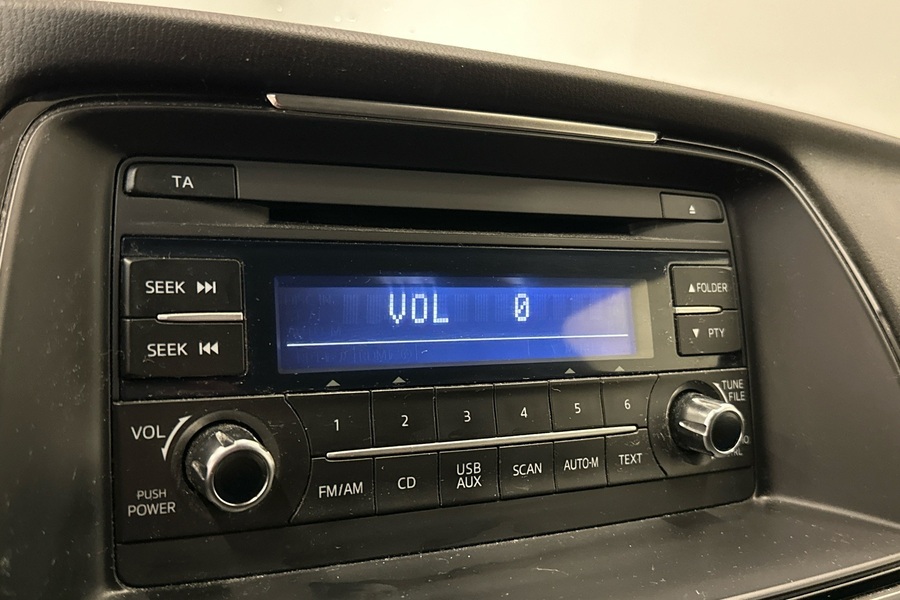 TA
SEEK
SEEK
VOL 0
▲FOLDER
▼ PTY
VOL
PUSH
POWER
1 2 3 4 5 6
FM/AM CD USB AUX SCAN AUTO-M TEXT
TUNE
FILE